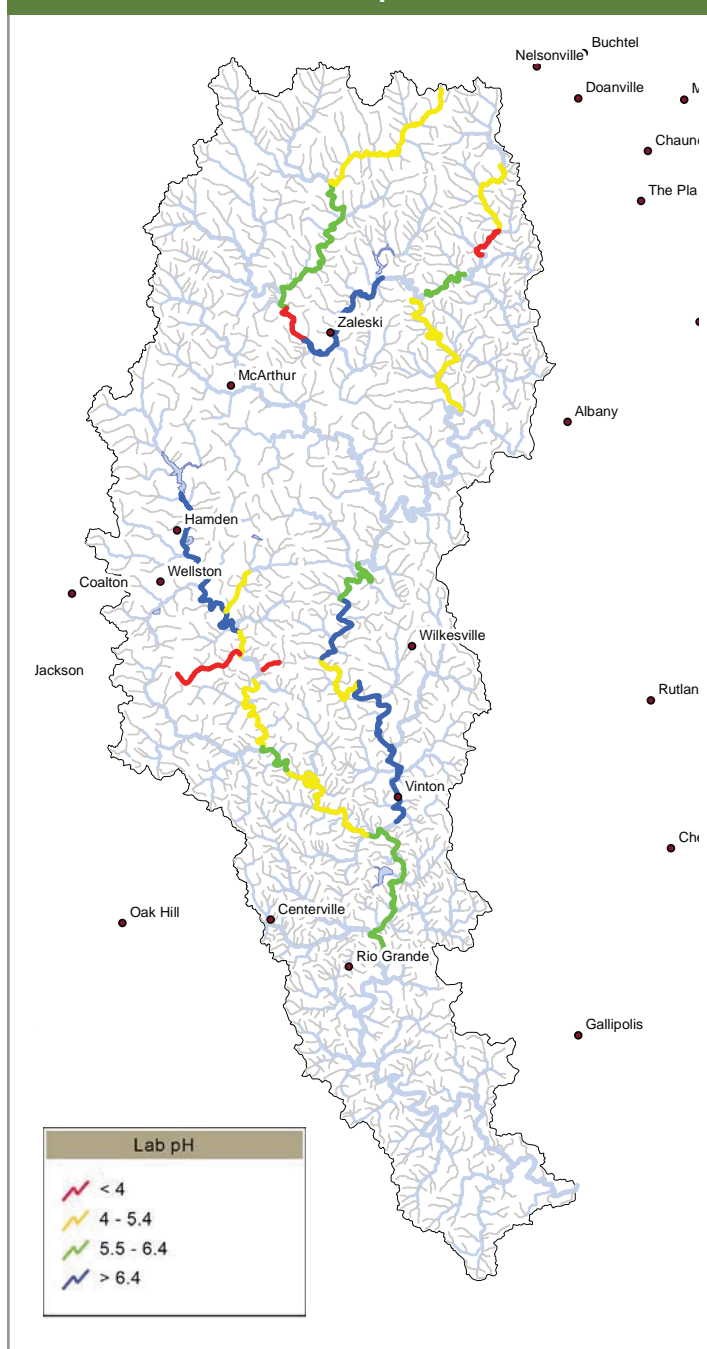 Buchtel
Nelsonville
Doanville
M
Chaun
The Pla
Zaleski
McArthur
Albany
Hamden
Wellston
Coalton
Wilkesville
Jackson
Rutlan
Vinton
Che
Oak Hill
Centerville
Rio Grande
Gallipolis
Lab pH
< 4
4 - 5.4
5.5 - 6.4
> 6.4